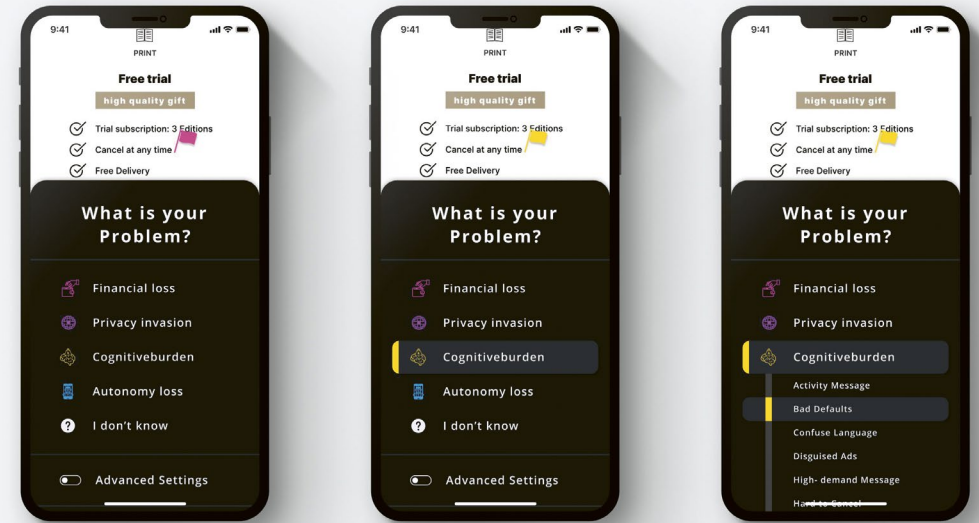 9:41
PRINT
Free trial
high quality gift
Trial subscription: 3 Editions
Cancel at any time
Free Delivery
What is your
Problem?
Financial loss
Privacy invasion
Cognitiveburden
Autonomy loss
I don't know
Advanced Settings
9:41
PRINT
Free trial
high quality gift
Trial subscription: 3 Editions
Cancel at any time
Free Delivery
What is your
Problem?
Financial loss
Privacy invasion
Cognitiveburden
Autonomy loss
I don't know
Advanced Settings
9:41
PRINT
Free trial
high quality gift
Trial subscription: 3 Editions
Cancel at any time
Free Delivery
What is your
Problem?
Financial loss
Privacy invasion
Cognitiveburden
Activity Message
Bad Defaults
Confuse Language
Disguised Ads
High- demand Message
Hard to Cancel